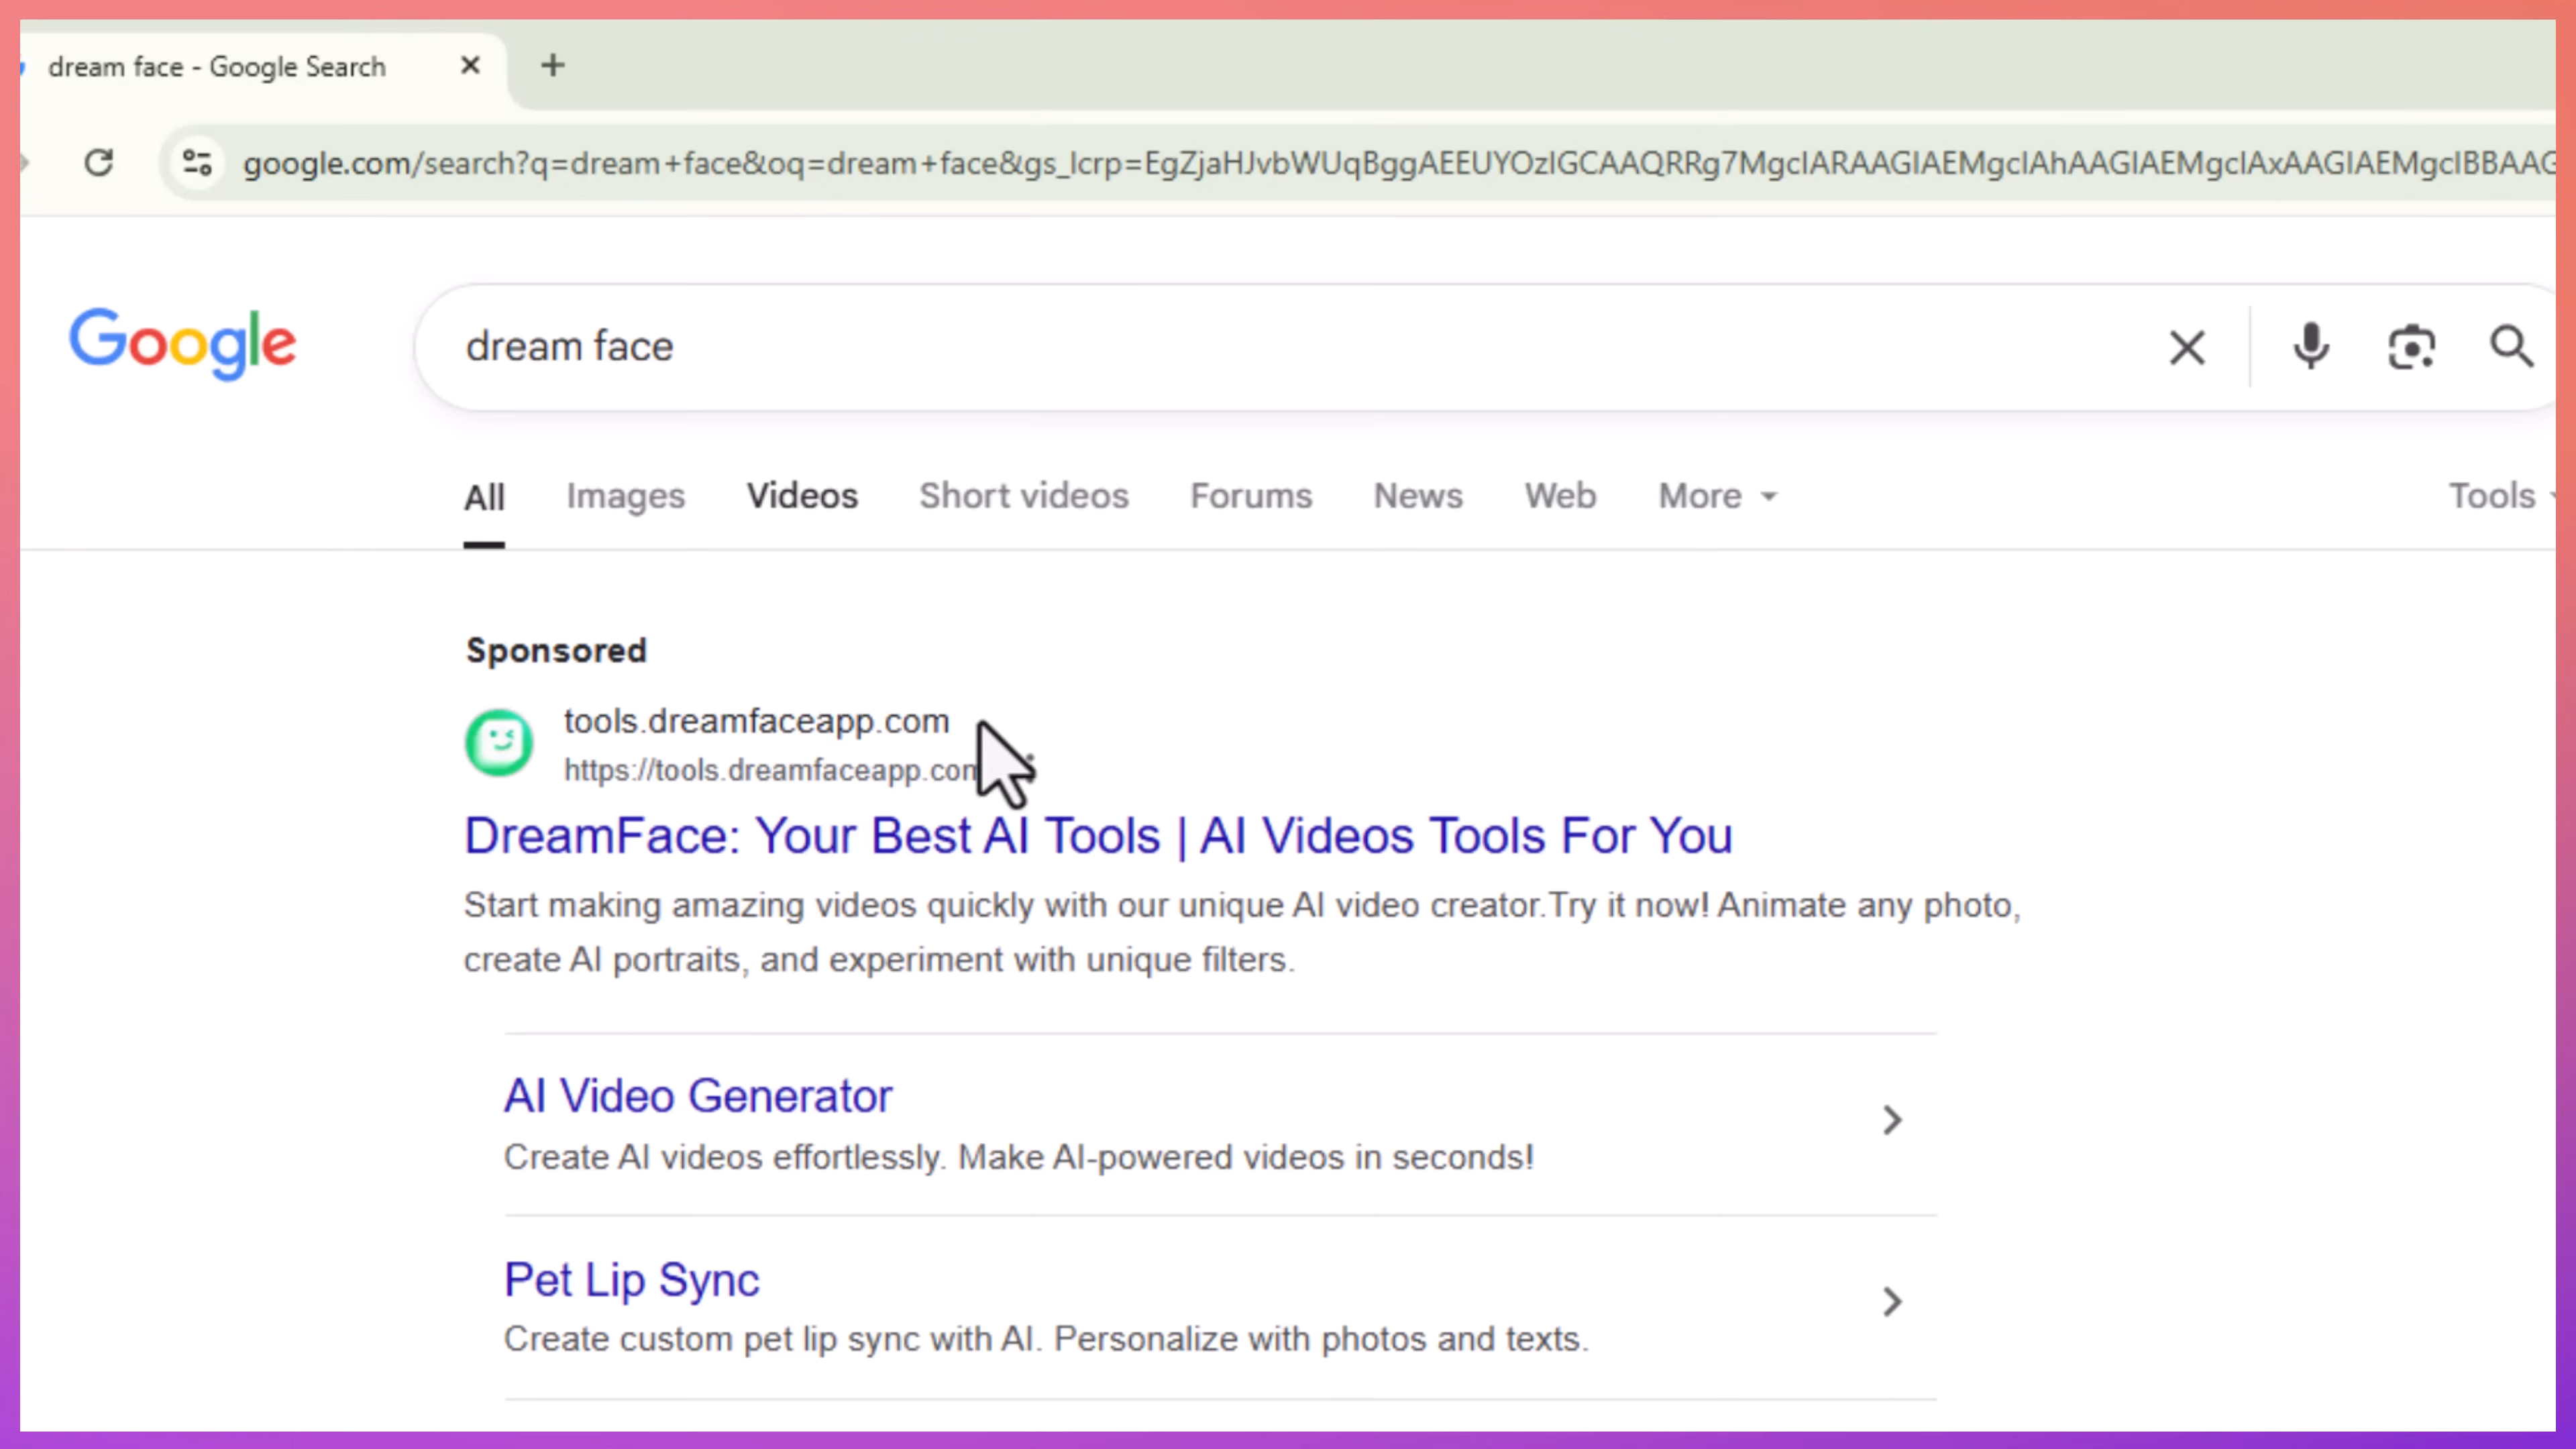 dream face - Google Search
google.com/search?q=dream+face&oq=dream+face&gs_lcrp=
Google
dream face
All Images Videos Short videos Forums News Web More Tools
Sponsored
tools.dreamfaceapp.com
https://tools.dreamfaceapp.com
DreamFace: Your Best AI Tools | AI Videos Tools For You
Start making amazing videos quickly with our unique AI video creator.Try it now! Animate any photo,
create AI portraits, and experiment with unique filters.
AI Video Generator
Create AI videos effortlessly. Make AI-powered videos in seconds!
Pet Lip Sync
Create custom pet lip sync with AI. Personalize with photos and texts.